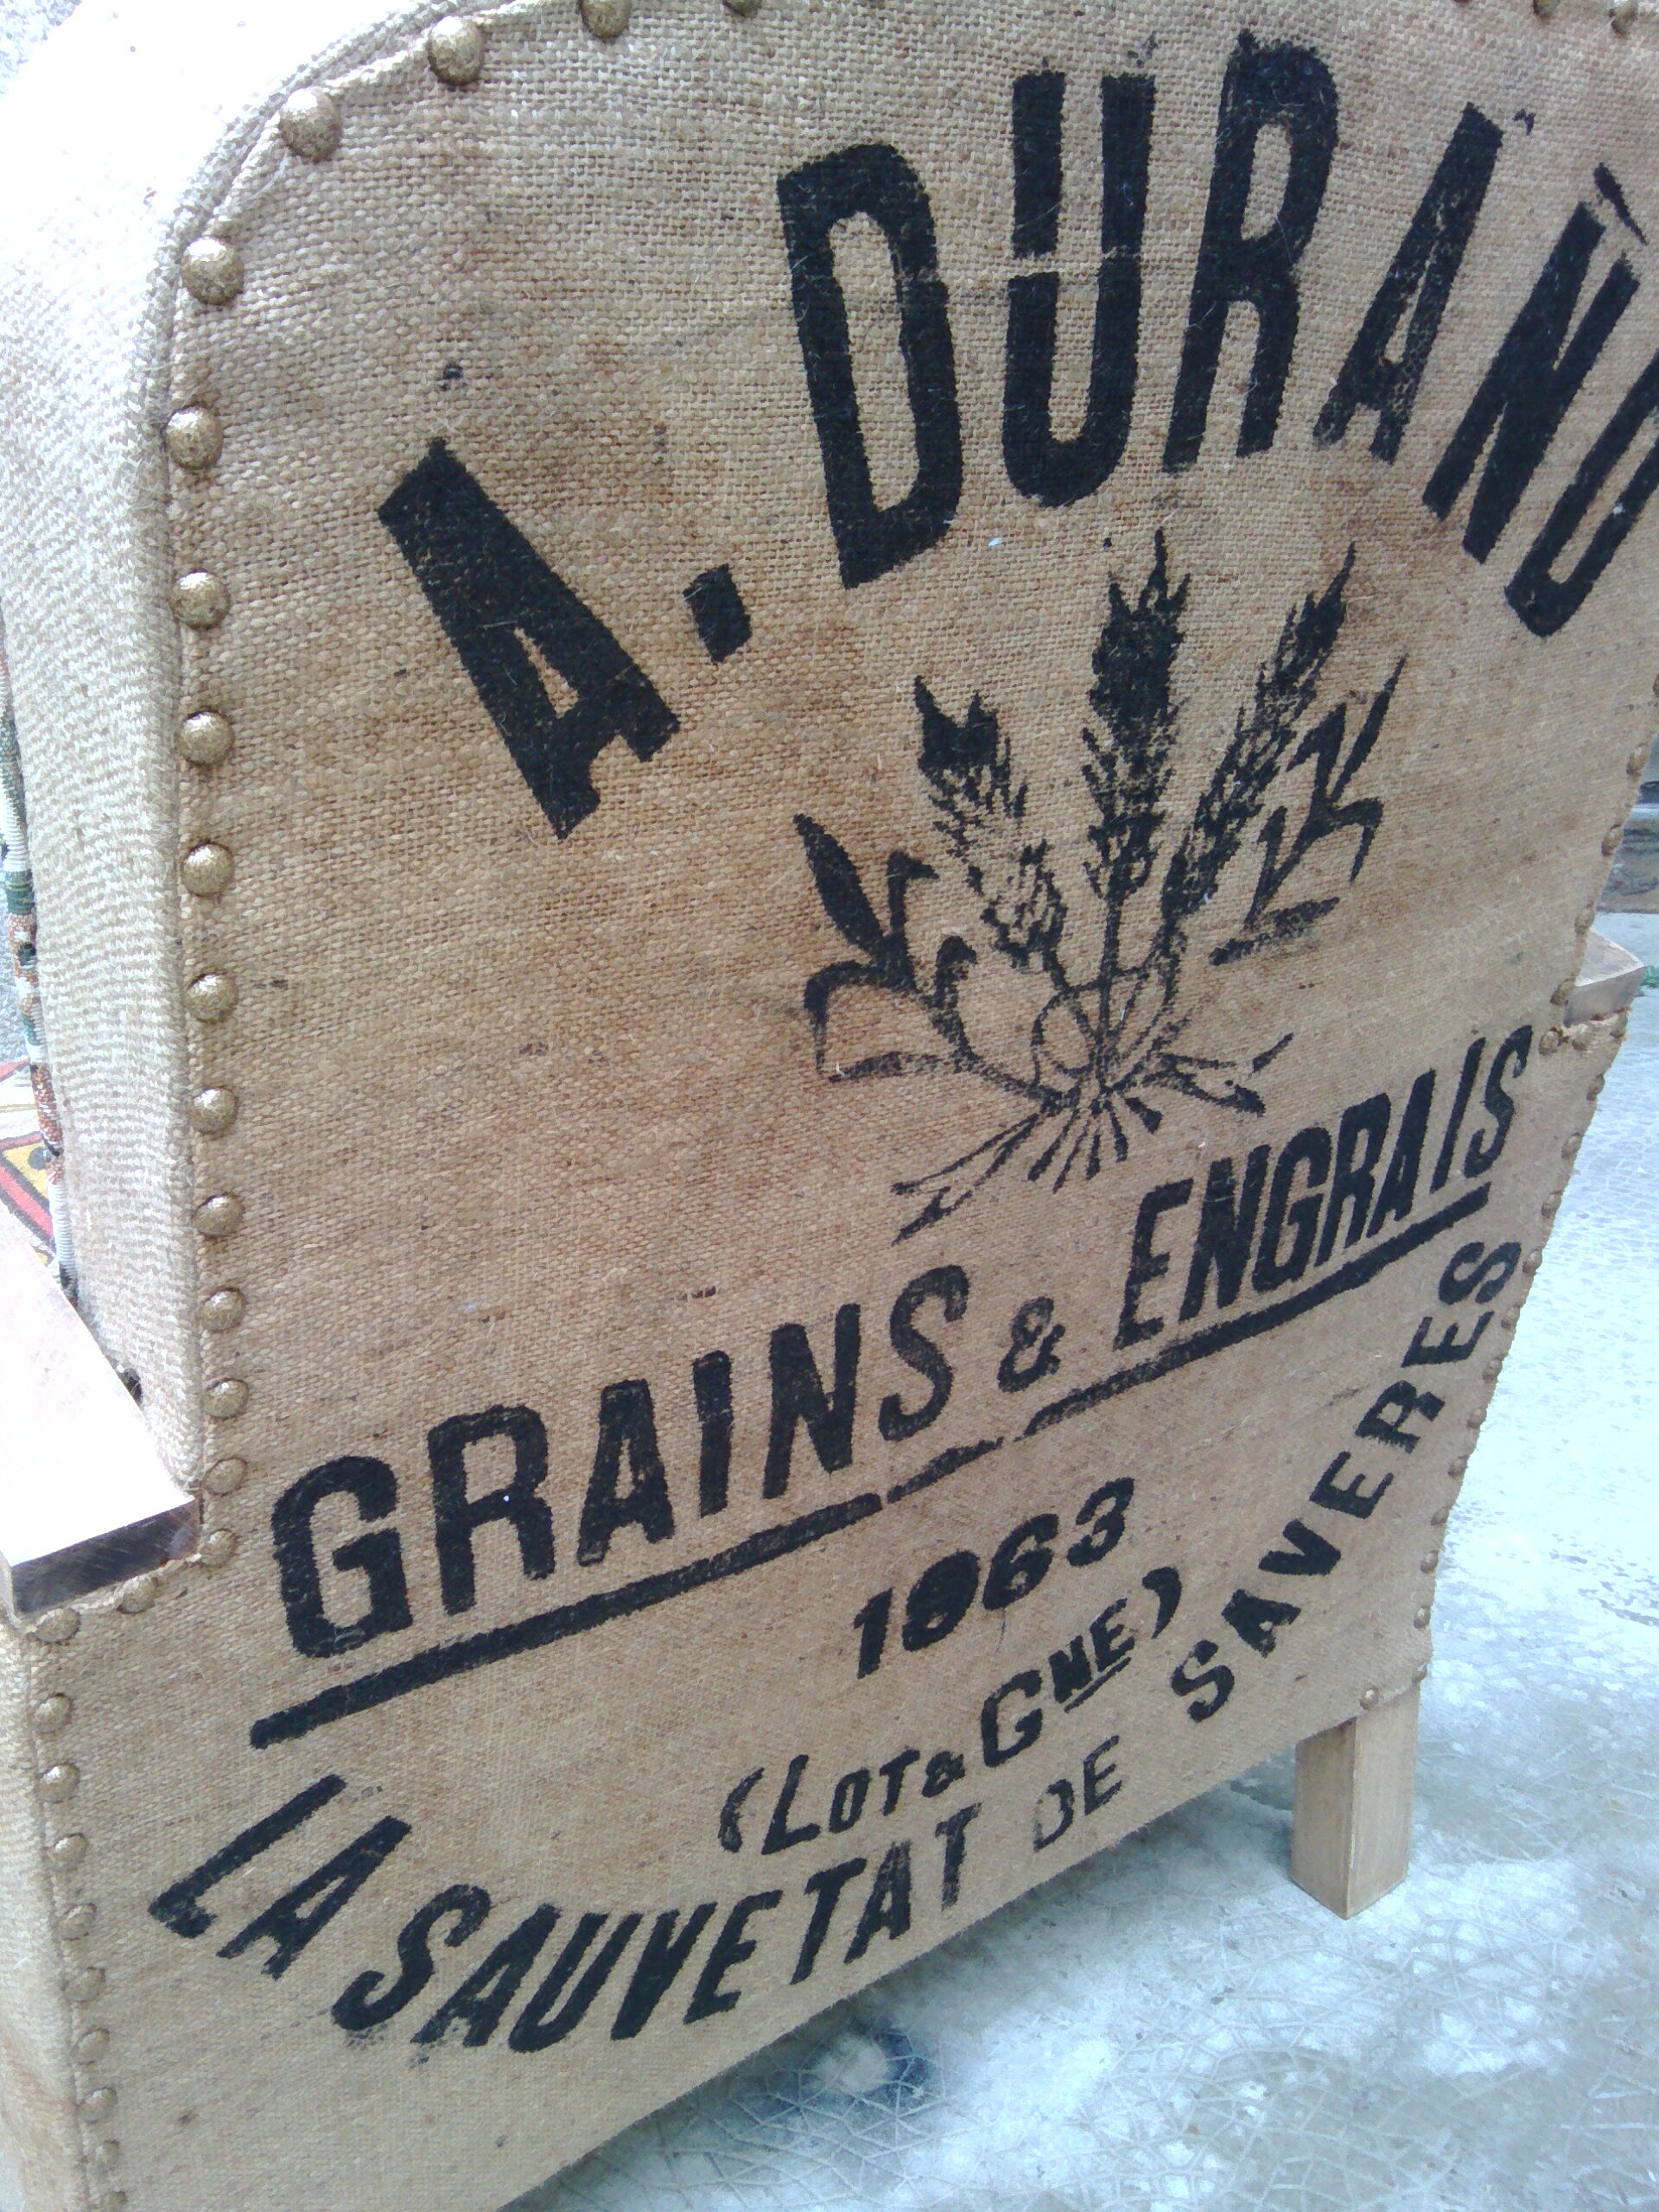 A. DURAND
GRAINS & ENGRAIS
1963
(LOT & GNE)
LA SAUVETAT DE SAVERES